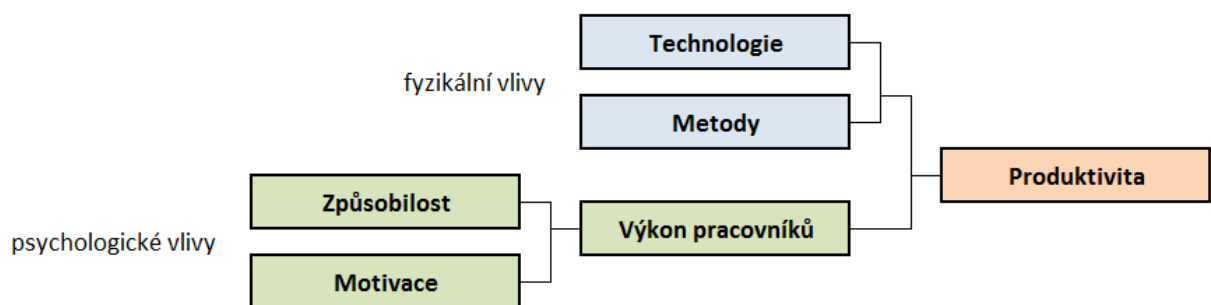 Technologie
fyzikální vlivy
Metody
Produktivita
Způsobilost
Výkon pracovníků
psychologické vlivy
Motivace